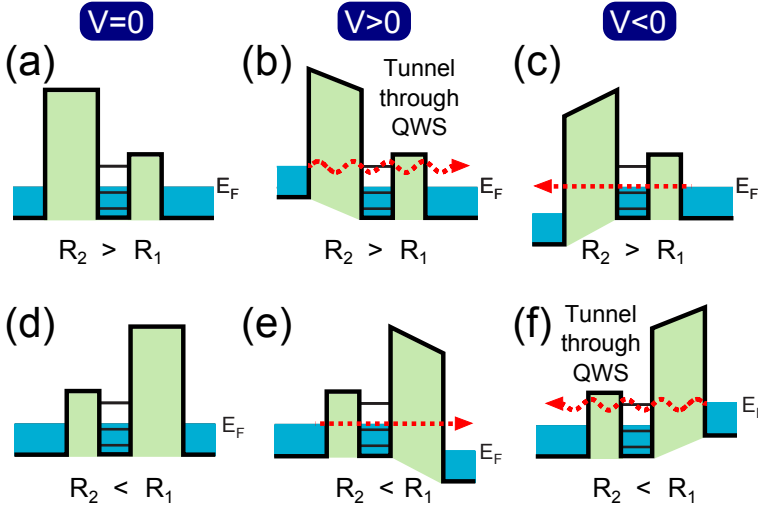 V=0
V>0
V<0
(a)
(b)
(c)
Tunnel
through
QWS
E_F
E_F
E_F
R₂ > R₁
R₂ > R₁
R₂ > R₁
(d)
(e)
(f)
Tunnel
through
QWS
E_F
E_F
E_F
R₂ < R₁
R₂ < R₁
R₂ < R₁